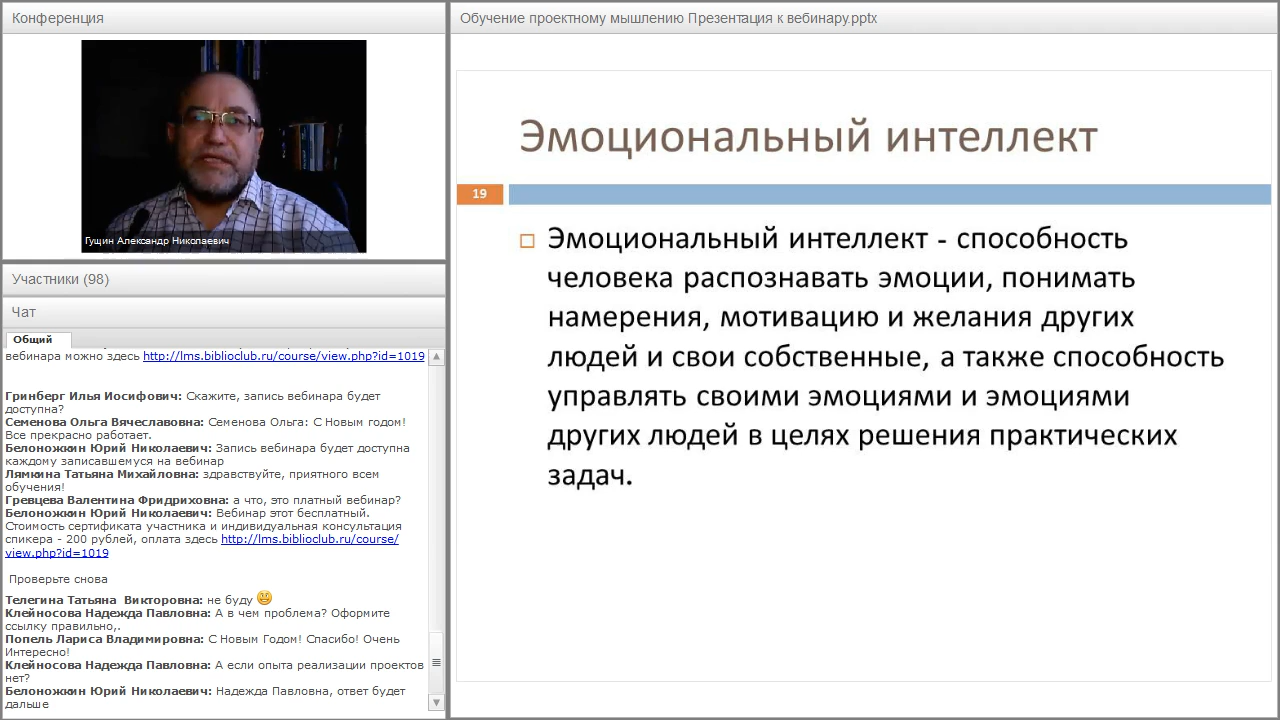 Конференция
Гущин Александр Николаевич
Участники (98)
Чат
Общий
вебинара можно здесь http://lms.biblioclub.ru/course/view.php?id=1019
Гринберг Илья Иосифович: Скажите, запись вебинара будет
доступна?
Семенова Ольга Вячеславовна: Семенова Ольга: С Новым годом!
Все прекрасно работает.
Белоножкин Юрий Николаевич: Запись вебинара будет доступна
каждому записавшемуся на вебинар
Лямкина Татьяна Михайловна: здравствуйте, приятного всем
обучения!
Гревцева Валентина Фридриховна: а что, это платный вебинар?
Белоножкин Юрий Николаевич: Вебинар этот бесплатный.
Стоимость сертификата участника и индивидуальная консультация
спикера - 200 рублей, оплата здесь http://lms.biblioclub.ru/course/
view.php?id=1019
Проверьте снова
Телегина Татьяна Викторовна: не буду
Клейносова Надежда Павловна: А в чем проблема? Оформите
ссылку правильно,.
Попель Лариса Владимировна: С Новым Годом! Спасибо! Очень
Интересно!
Клейносова Надежда Павловна: А если опыта реализации проектов
нет?
Белоножкин Юрий Николаевич: Надежда Павловна, ответ будет
дальше
Обучение проектному мышлению Презентация к вебинару.pptx
Эмоциональный интеллект
19
Эмоциональный интеллект - способность
человека распознавать эмоции, понимать
намерения, мотивацию и желания других
людей и свои собственные, а также способность
управлять своими эмоциями и эмоциями
других людей в целях решения практических
задач.